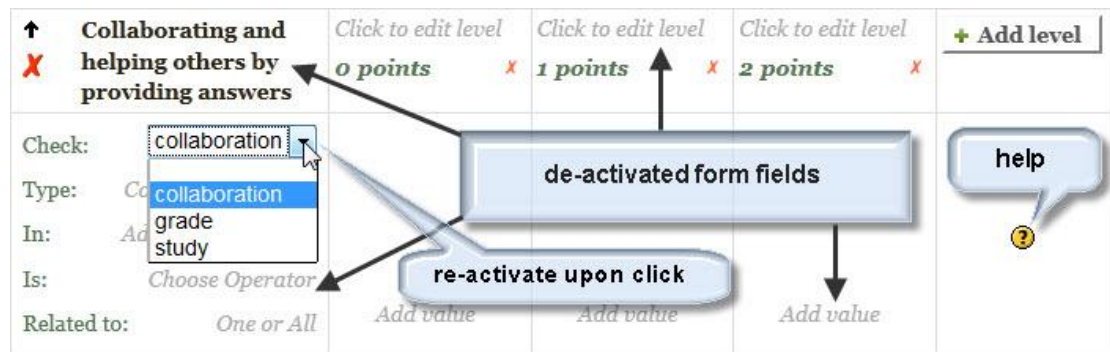 Collaborating and
helping others by
providing answers
Click to edit level
0 points
Click to edit level
1 points
Click to edit level
2 points
+ Add level
Check:
collaboration
collaboration
grade
study
Type:
In:
Is:
Choose Operator
Related to:
One or All
Add value
Add value
Add value
de-activated form fields
re-activate upon click
help
?